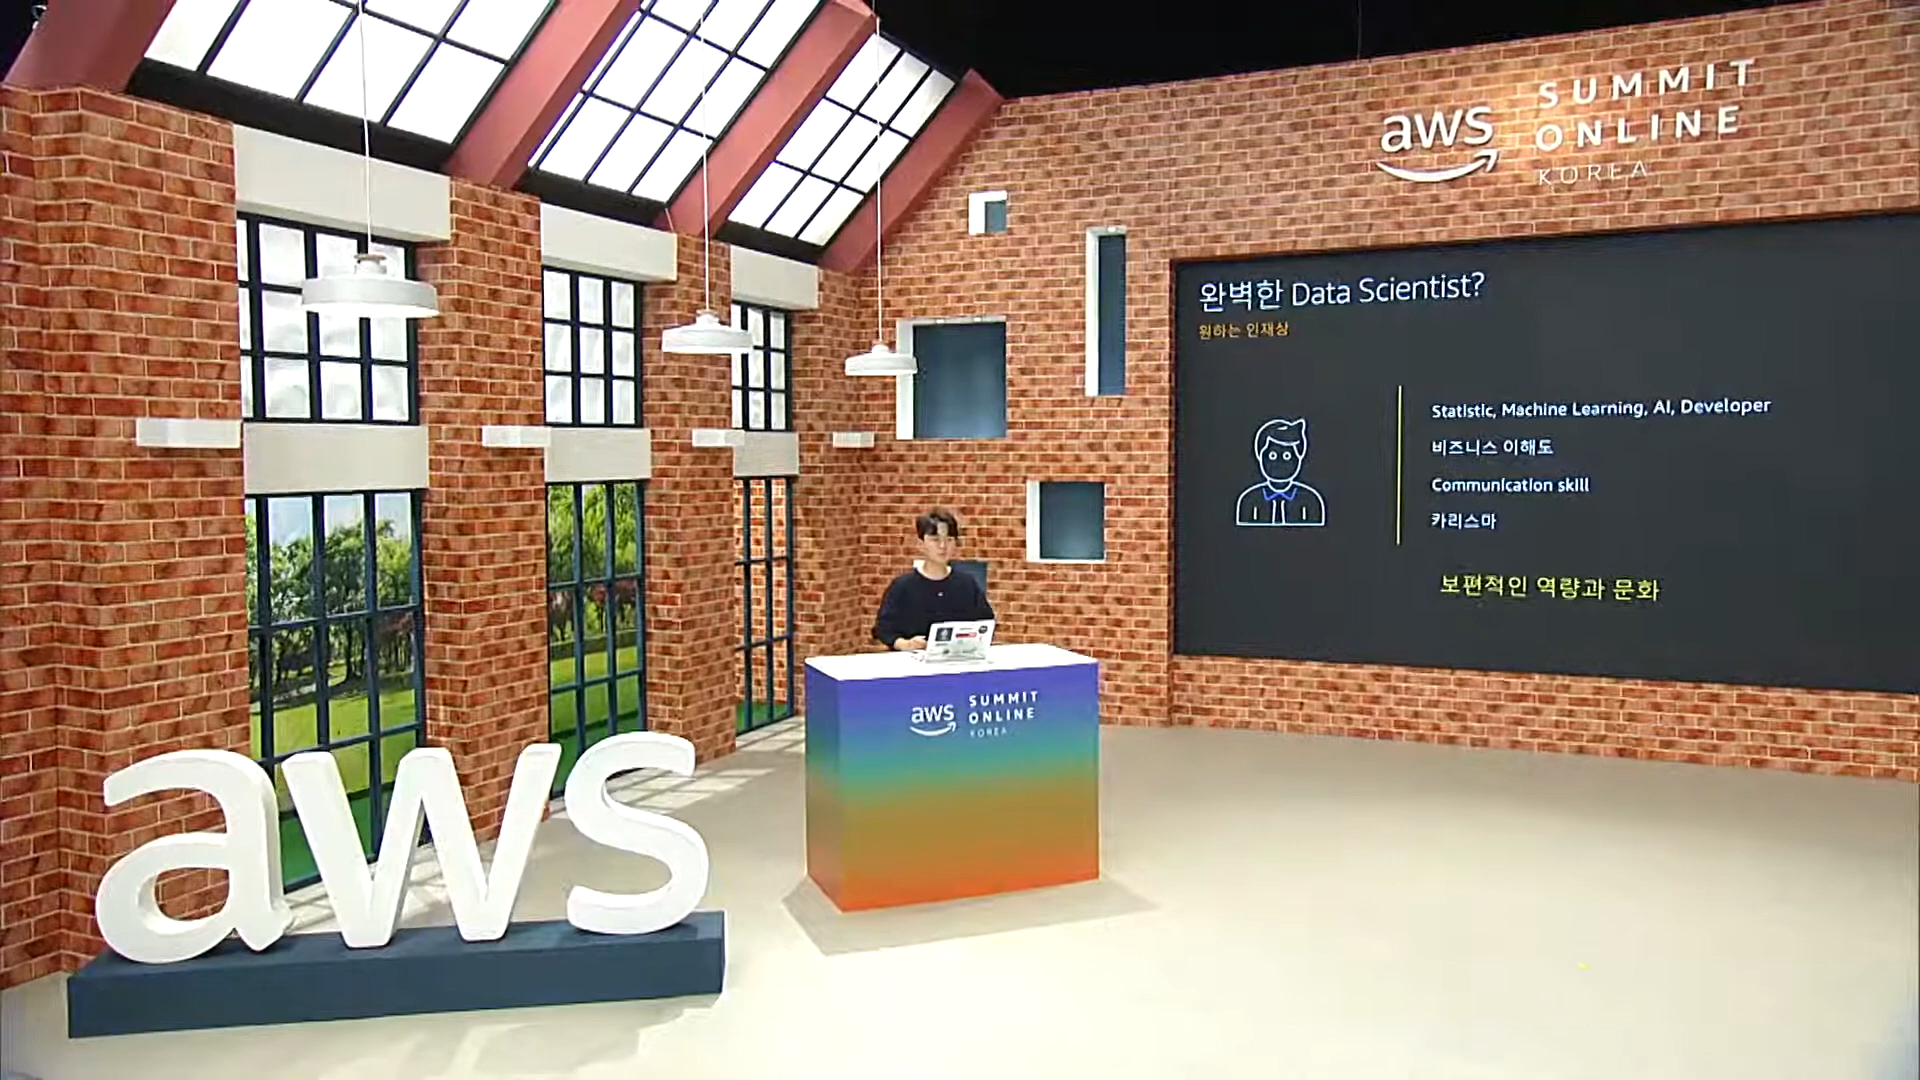 aws
SUMMIT
ONLINE
KOREA
완벽한 Data Scientist?
원하는 인재상
Statistic, Machine Learning, AI, Developer
비즈니스 이해도
Communication skill
카리스마
보편적인 역량과 문화
aws
SUMMIT
ONLINE
KOREA
aws